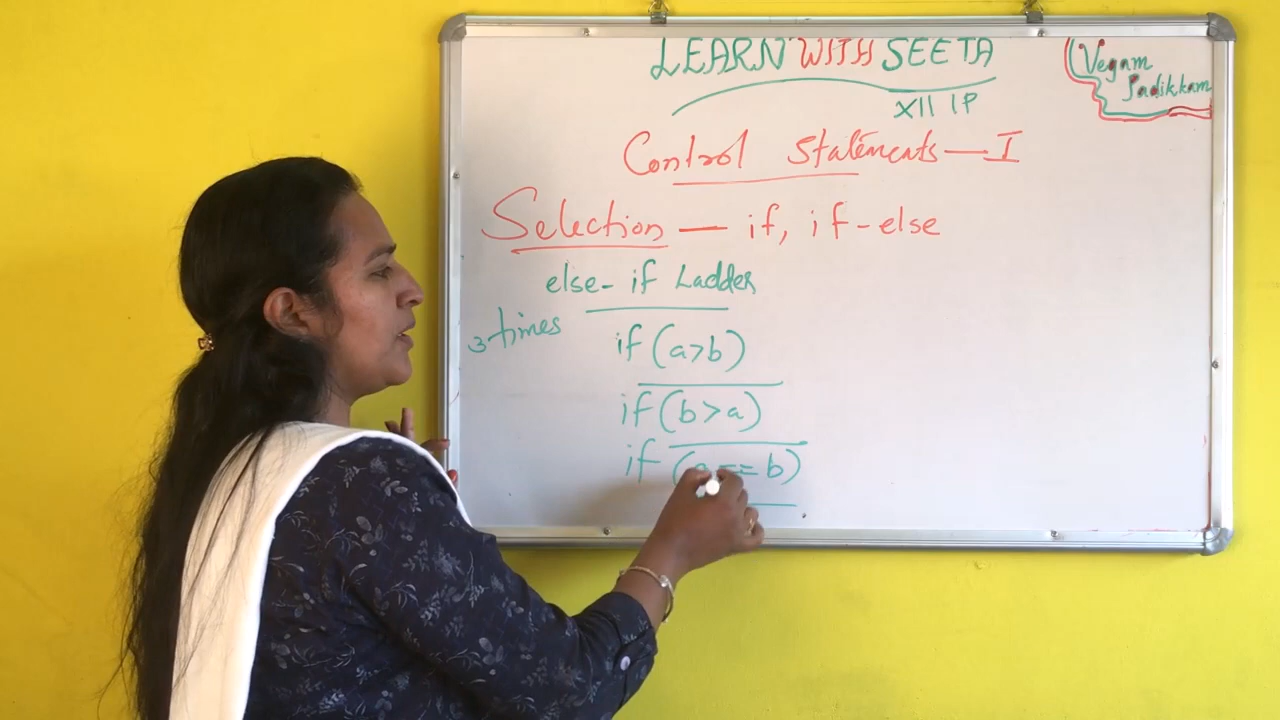 LEARN WITH SEETA
XII IP
Vegam
Padikkam
Control Statements — I
Selection — if, if-else
else-if Ladder
3 times
if (a>b)
if (b>a)
if (a==b)